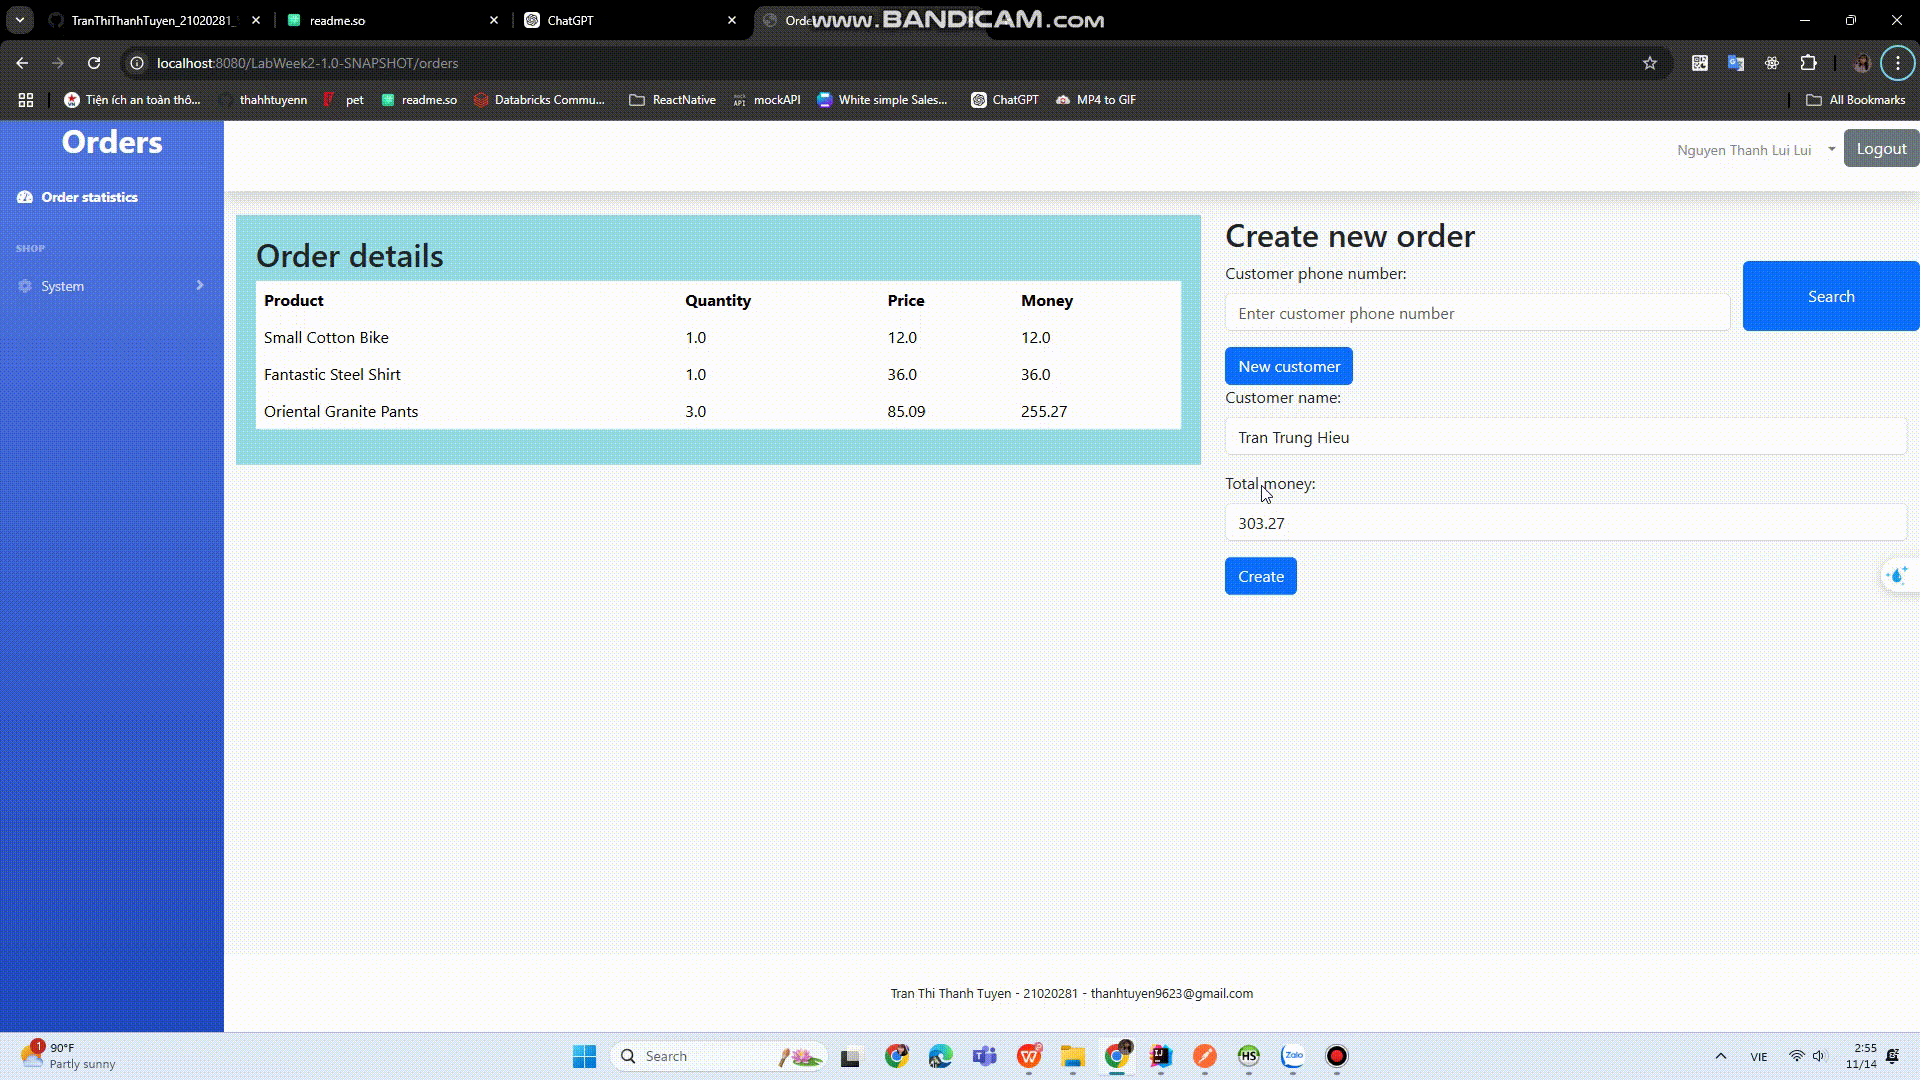 TranThiThanhTuyen_21020281_
readme.so
ChatGPT
Orde
www.BANDICAM.com
localhost:8080/LabWeek2-1.0-SNAPSHOT/orders
Tiện ích an toàn thô...
thahhtuyenn
pet
readme.so
Databricks Commu...
ReactNative
mockAPI
White simple Sales...
ChatGPT
MP4 to GIF
All Bookmarks
Orders
Order statistics
SHOP
System
Nguyen Thanh Lui Lui
Logout
Order details
Product Quantity Price Money
Small Cotton Bike 1.0 12.0 12.0
Fantastic Steel Shirt 1.0 36.0 36.0
Oriental Granite Pants 3.0 85.09 255.27
Create new order
Customer phone number:
Enter customer phone number
Search
New customer
Customer name:
Tran Trung Hieu
Total money:
303.27
Create
Tran Thi Thanh Tuyen - 21020281 - thanhtuyen9623@gmail.com
1
90°F
Partly sunny
Search
HS
Zalo
VIE
2:55
11/14